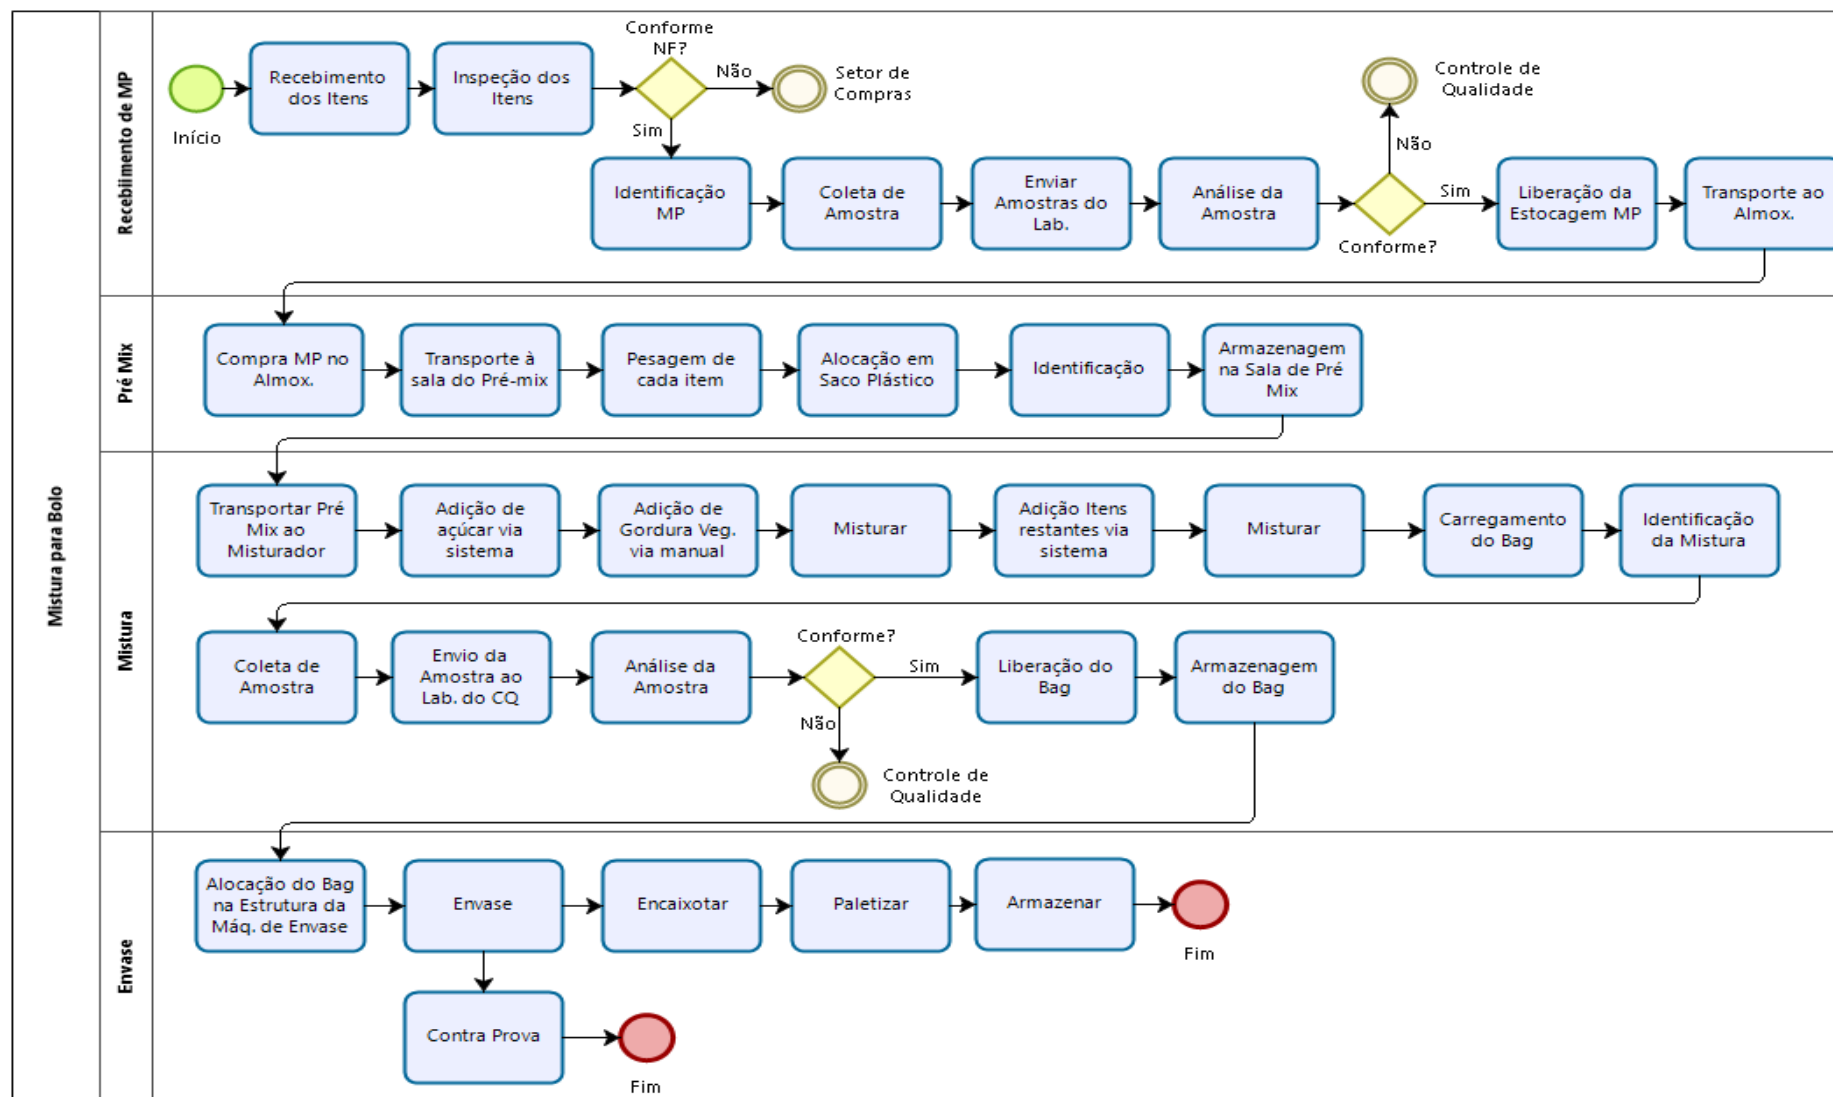 Mistura para Bolo
Recebiimento de MP
Início
Recebimento
dos Itens
Inspeção dos
Itens
Conforme
NF?
Não
Setor de
Compras
Sim
Identificação
MP
Coleta de
Amostra
Enviar
Amostras do
Lab.
Análise da
Amostra
Conforme?
Não
Controle de
Qualidade
Sim
Liberação da
Estocagem MP
Transporte ao
Almox.
Pré Mix
Compra MP no
Almox.
Transporte à
sala do Pré-mix
Pesagem de
cada item
Alocação em
Saco Plástico
Identificação
Armazenagem
na Sala de Pré
Mix
Mistura
Transportar Pré
Mix ao
Misturador
Adição de
açúcar via
sistema
Adição de
Gordura Veg.
via manual
Misturar
Adição Itens
restantes via
sistema
Misturar
Carregamento
do Bag
Identificação
da Mistura
Coleta de
Amostra
Envio da
Amostra ao
Lab. do CQ
Análise da
Amostra
Conforme?
Sim
Não
Controle de
Qualidade
Liberação do
Bag
Armazenagem
do Bag
Envase
Alocação do Bag
na Estrutura da
Máq. de Envase
Envase
Encaixotar
Paletizar
Armazenar
Fim
Contra Prova
Fim